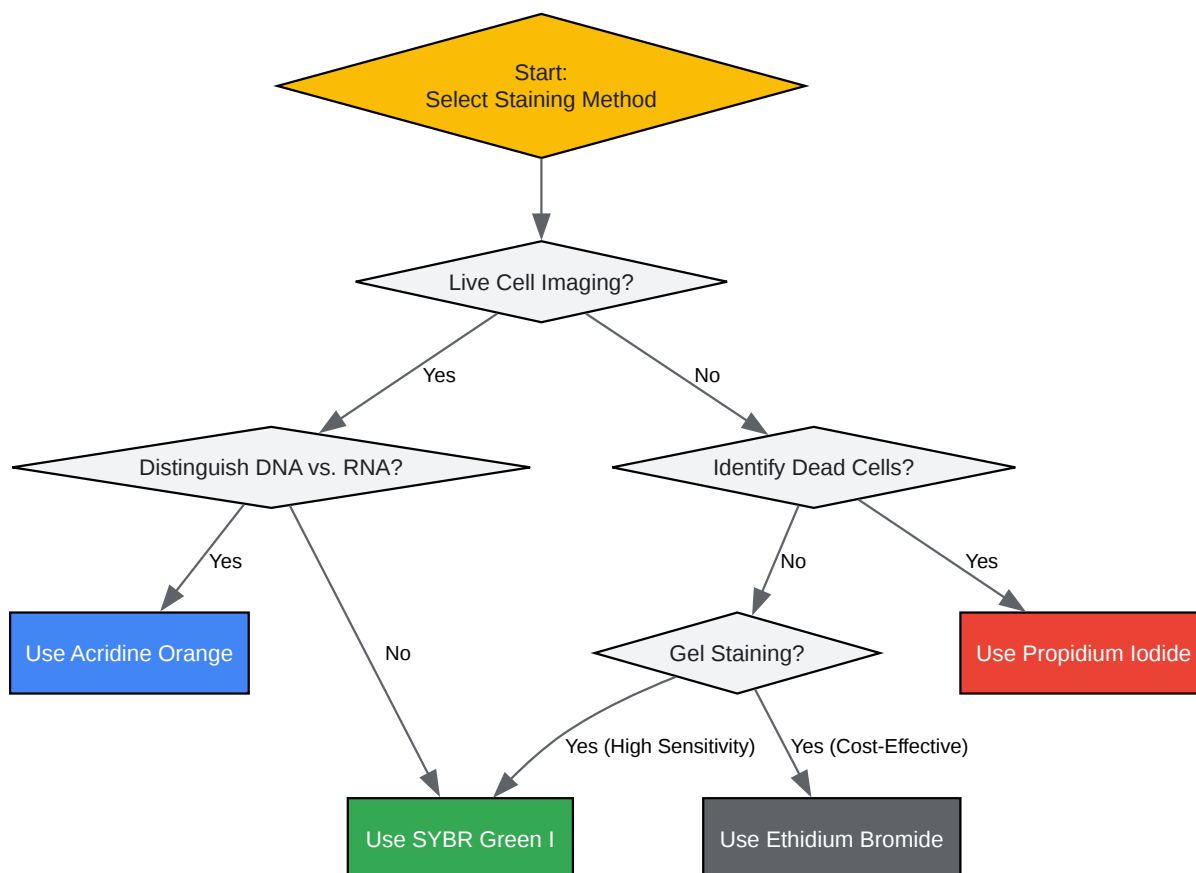 Start:
Select Staining Method
Live Cell Imaging?
Yes
No
Distinguish DNA vs. RNA?
Identify Dead Cells?
Yes
No
Yes
Use Acridine Orange
No
Gel Staining?
Use Propidium Iodide
Yes (High Sensitivity)
Yes (Cost-Effective)
Use SYBR Green I
Use Ethidium Bromide